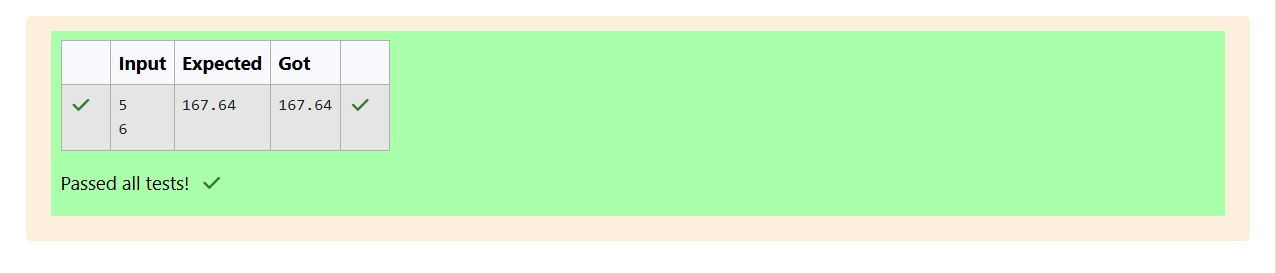 Input Expected Got
5 167.64 167.64
6
Passed all tests!